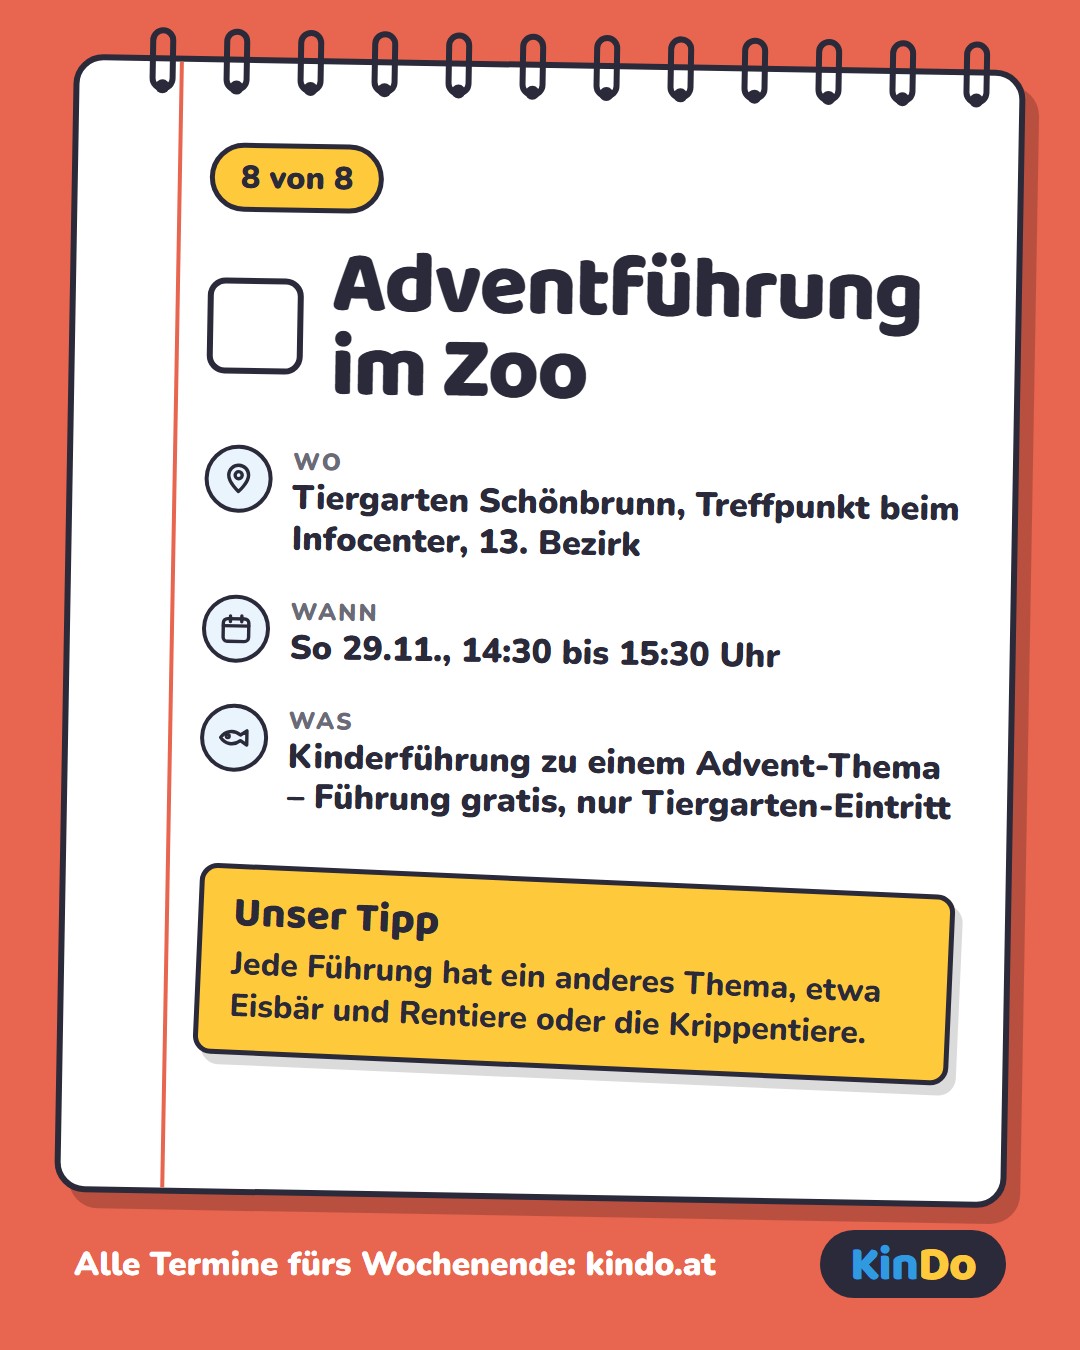 8 von 8
Adventführung
im Zoo
WO
Tiergarten Schönbrunn, Treffpunkt beim
Infocenter, 13. Bezirk
WANN
So 29.11., 14:30 bis 15:30 Uhr
WAS
Kinderführung zu einem Advent-Thema
– Führung gratis, nur Tiergarten-Eintritt
Unser Tipp
Jede Führung hat ein anderes Thema, etwa
Eisbär und Rentiere oder die Krippentiere.
Alle Termine fürs Wochenende: kindo.at
KinDo